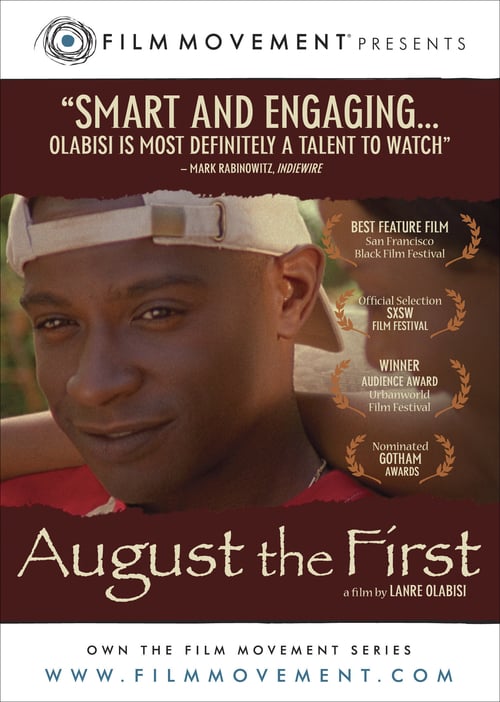 FILM MOVEMENT® PRESENTS
“SMART AND ENGAGING...
OLABISI IS MOST DEFINITELY A TALENT TO WATCH”
– MARK RABINOWITZ, INDIEWIRE
BEST FEATURE FILM
San Francisco
Black Film Festival
Official Selection
SXSW
FILM FESTIVAL
WINNER
AUDIENCE AWARD
Urbanworld
Film Festival
Nominated
GOTHAM
AWARDS
August the First
a film by LANRE OLABISI
OWN THE FILM MOVEMENT SERIES
WWW.FILMMOVEMENT.COM